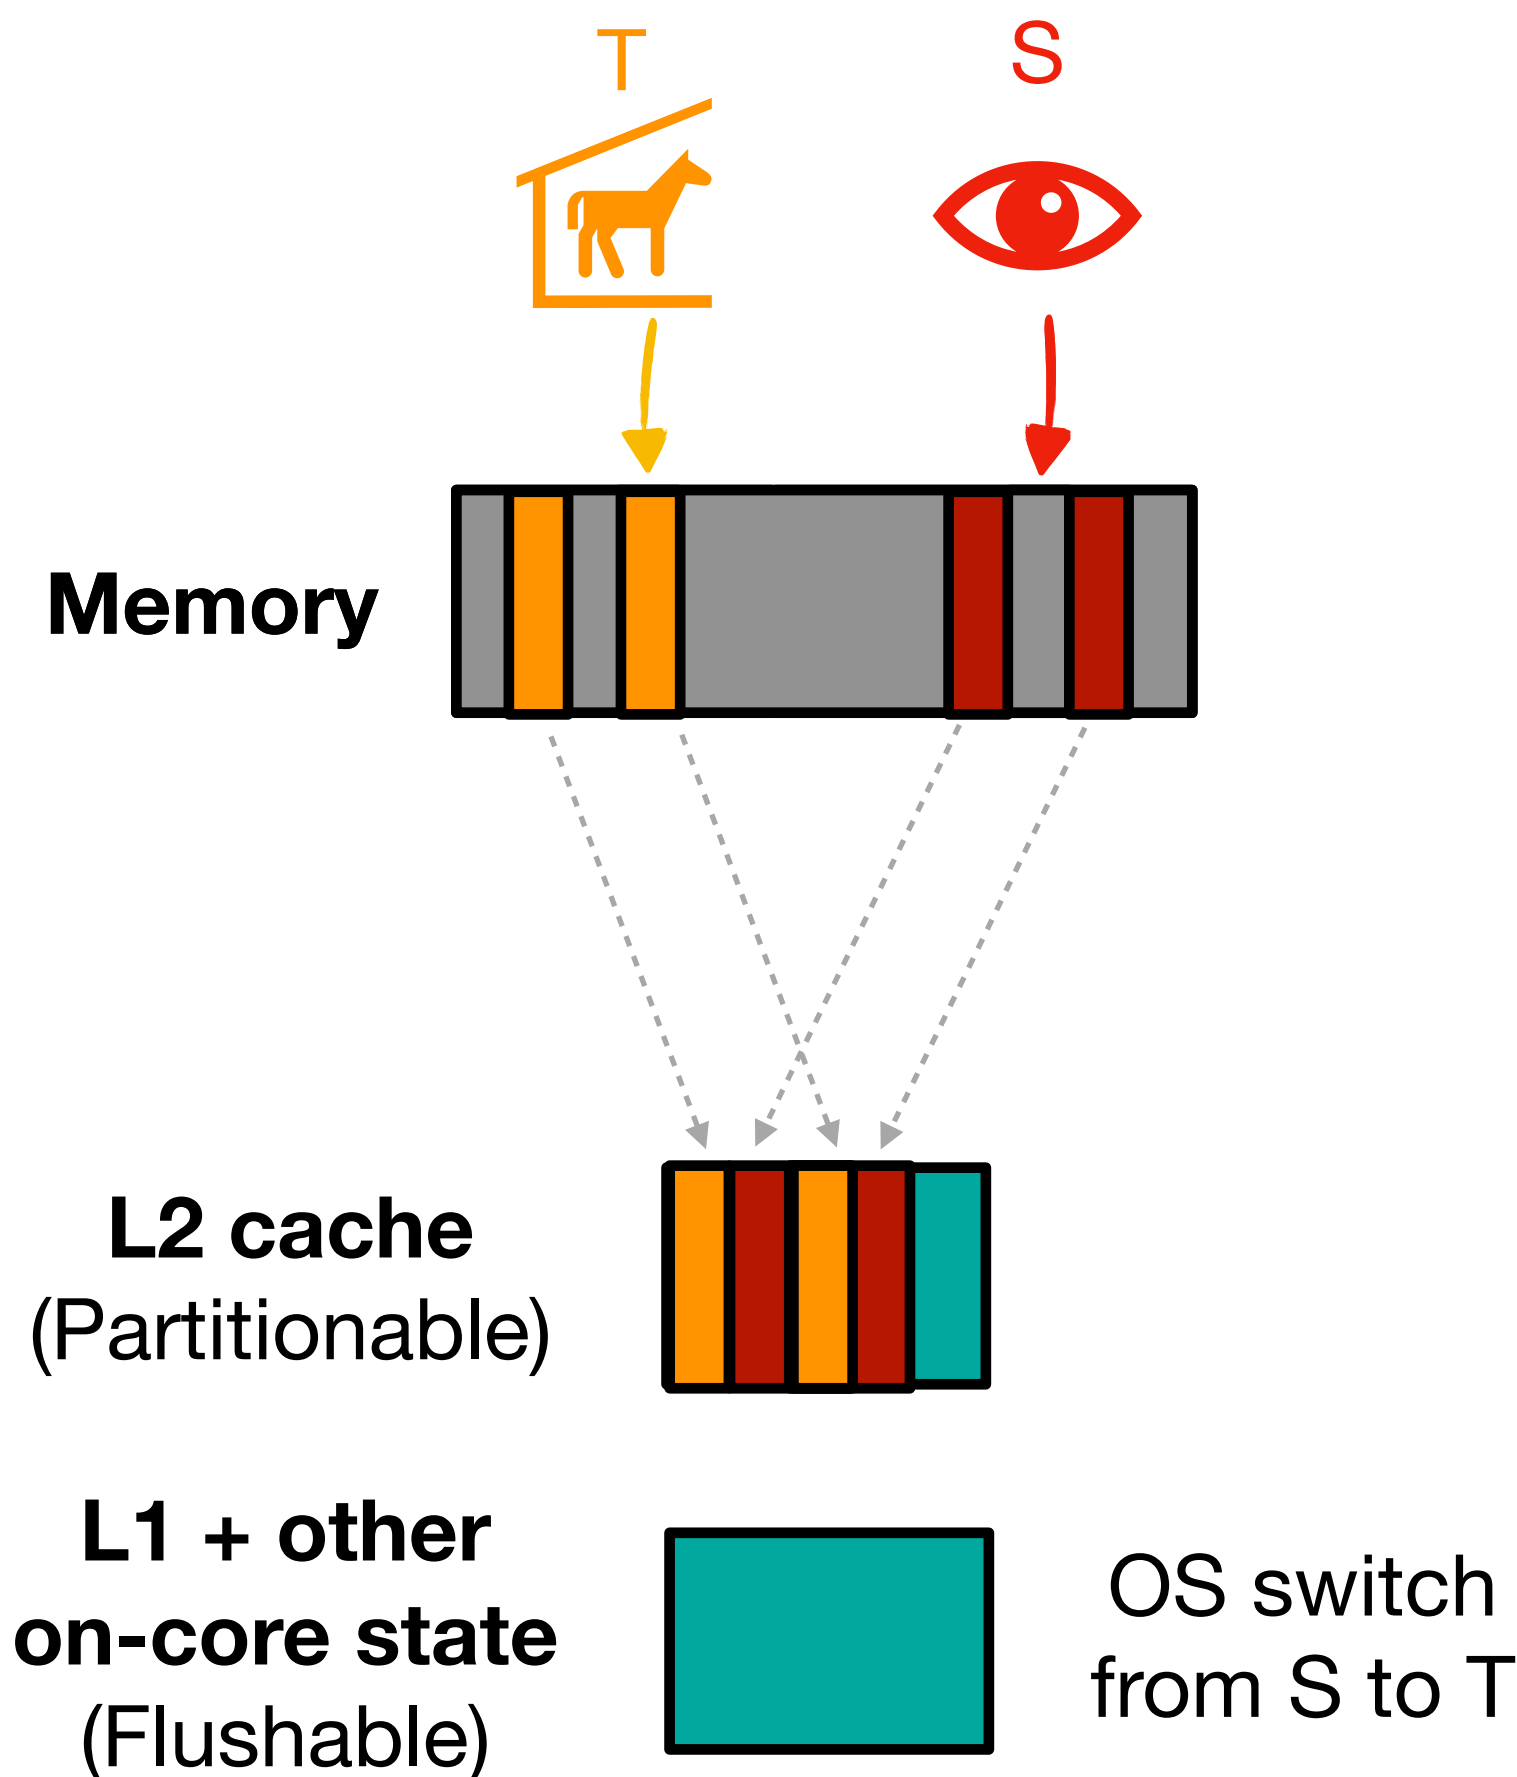 T
S
Memory
L2 cache
(Partitionable)
L1 + other
on-core state
(Flushable)
OS switch
from S to T